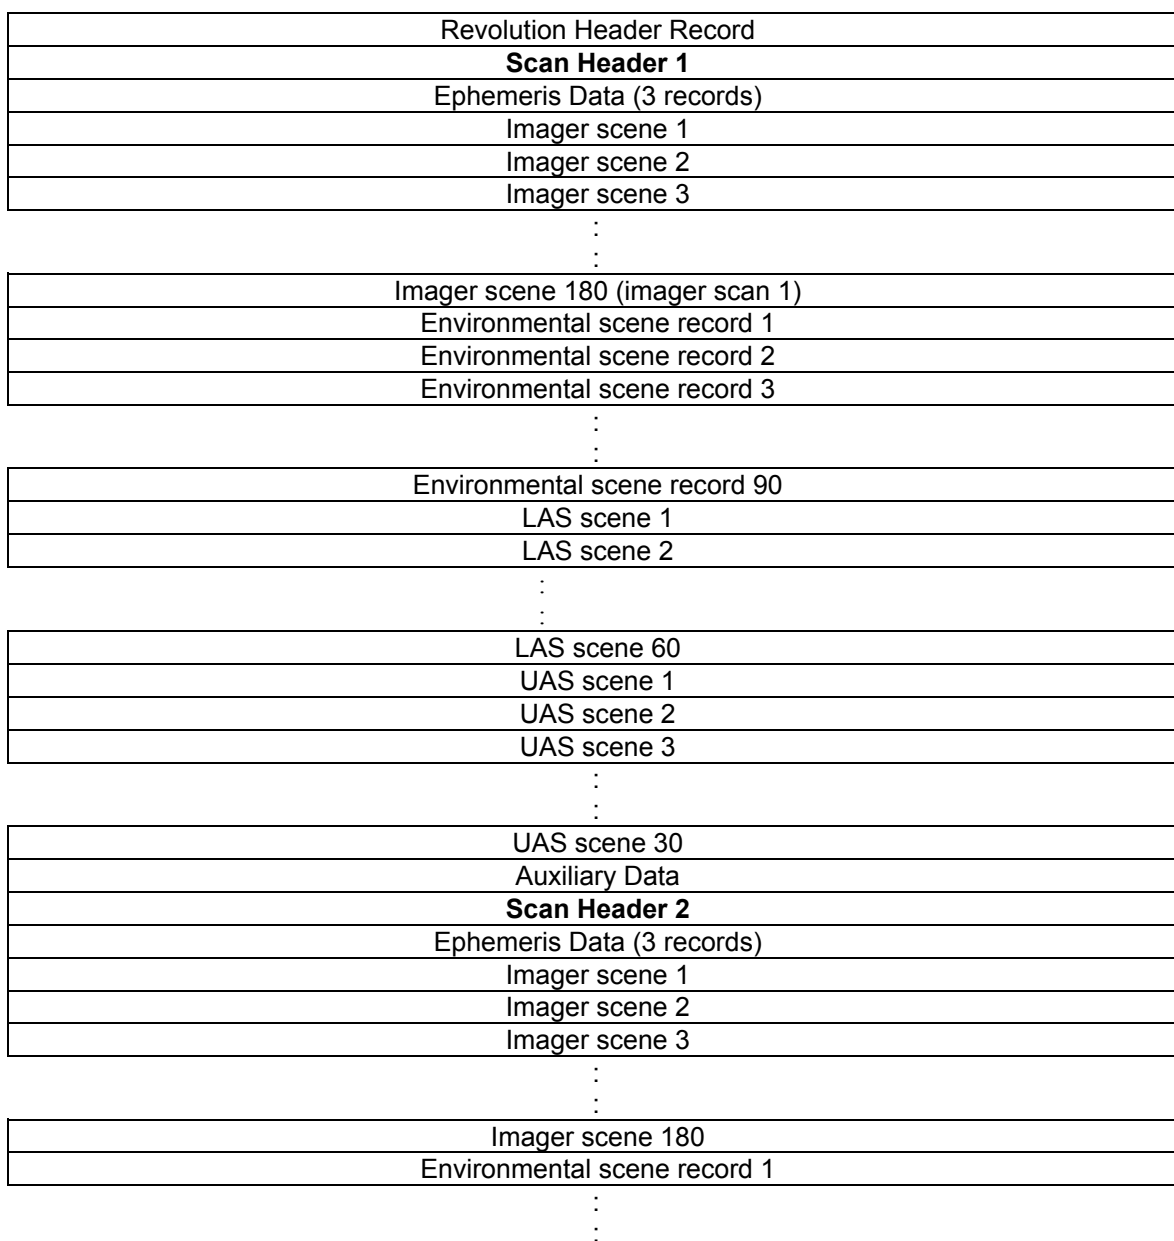 Revolution Header Record
Scan Header 1
Ephemeris Data (3 records)
Imager scene 1
Imager scene 2
Imager scene 3
:
:
Imager scene 180 (imager scan 1)
Environmental scene record 1
Environmental scene record 2
Environmental scene record 3
:
:
Environmental scene record 90
LAS scene 1
LAS scene 2
:
:
LAS scene 60
UAS scene 1
UAS scene 2
UAS scene 3
:
:
UAS scene 30
Auxiliary Data
Scan Header 2
Ephemeris Data (3 records)
Imager scene 1
Imager scene 2
Imager scene 3
:
:
Imager scene 180
Environmental scene record 1
:
: